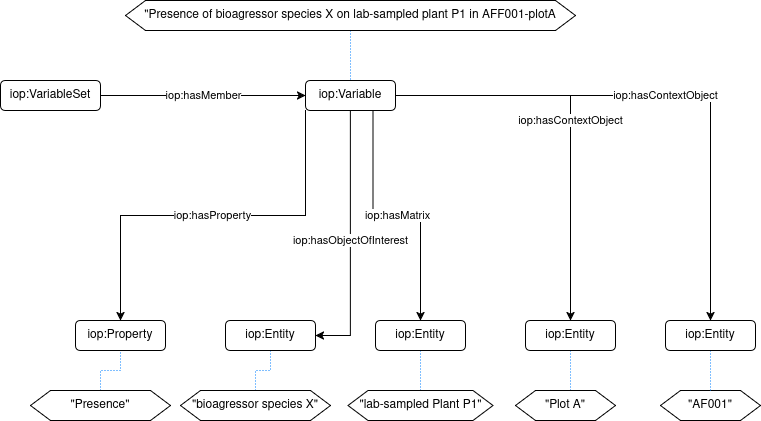 "Presence of bioagressor species X on lab-sampled plant P1 in AFF001-plotA
iop:VariableSet
iop:hasMember
iop:Variable
iop:hasContextObject
iop:hasContextObject
iop:hasProperty
iop:hasMatrix
iop:hasObjectOfInterest
iop:Property
iop:Entity
iop:Entity
iop:Entity
iop:Entity
"Presence"
"bioagressor species X"
"lab-sampled Plant P1"
"Plot A"
"AF001"